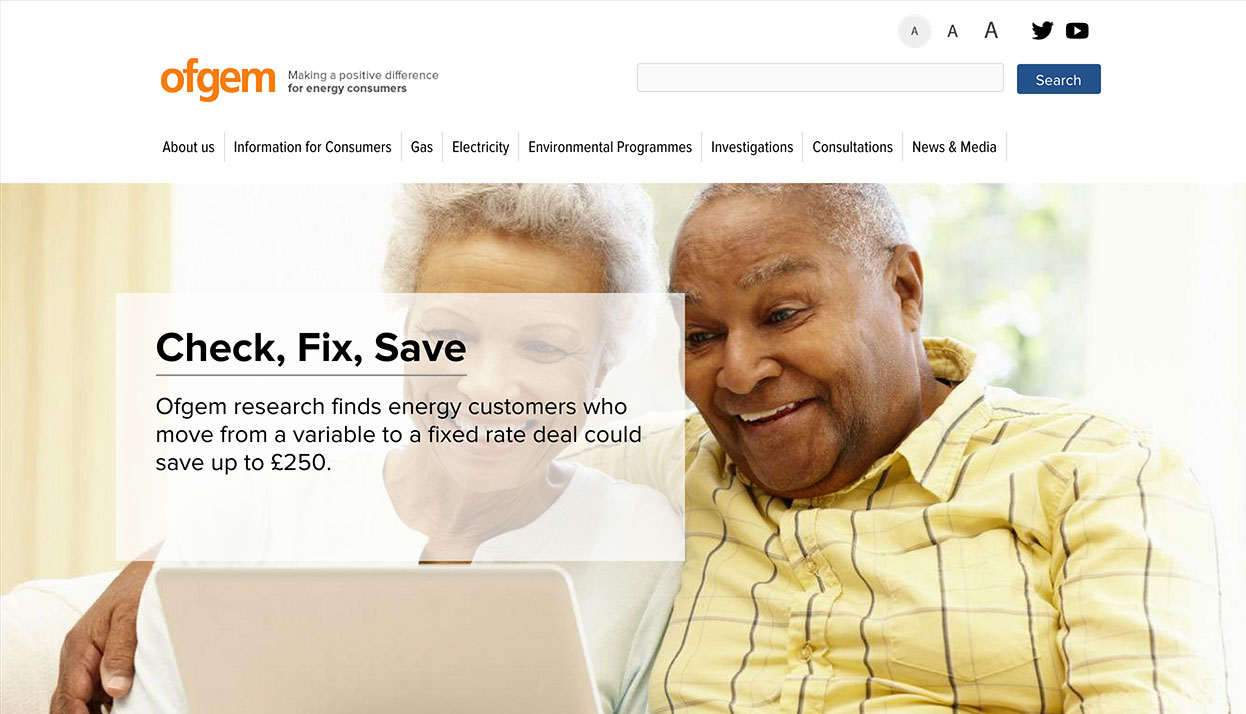 A A A
ofgem
Making a positive difference
for energy consumers
Search
About us Information for Consumers Gas Electricity Environmental Programmes Investigations Consultations News & Media
Check, Fix, Save
Ofgem research finds energy customers who
move from a variable to a fixed rate deal could
save up to £250.